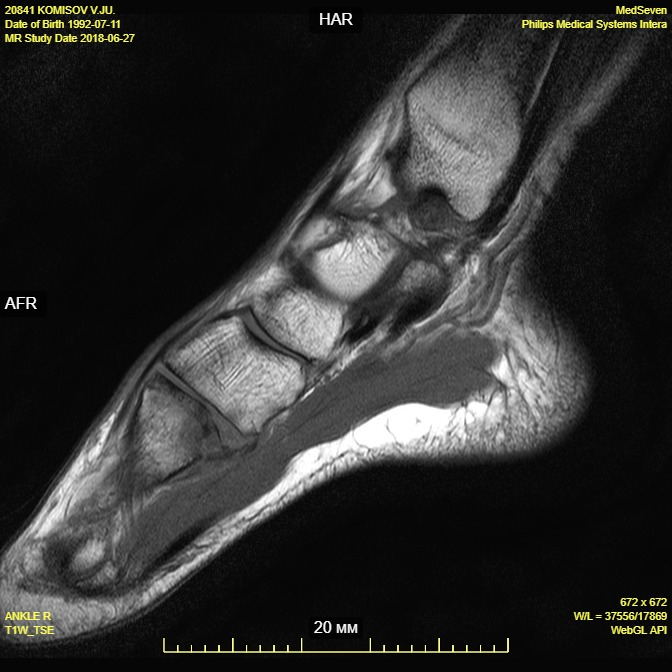 20841 KOMISOV V.JU.
Date of Birth 1992-07-11
MR Study Date 2018-06-27
HAR
MedSeven
Philips Medical Systems Intera
AFR
ANKLE R
T1W_TSE
20 мм
672 x 672
W/L = 37556/17869
WebGL API